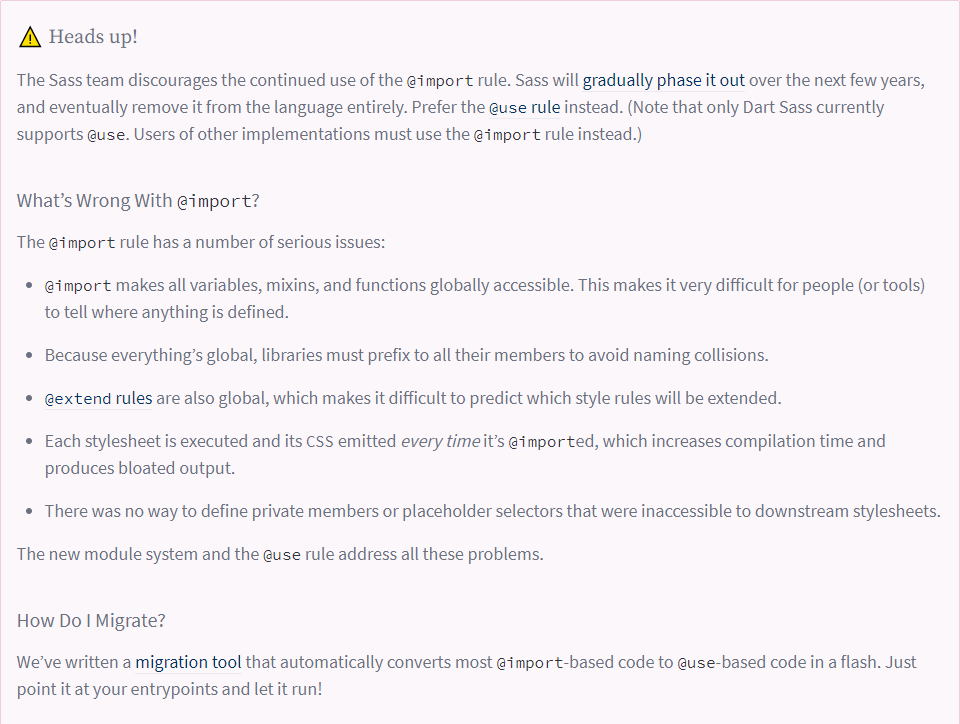 Heads up!
The Sass team discourages the continued use of the @import rule. Sass will gradually phase it out over the next few years,
and eventually remove it from the language entirely. Prefer the @use rule instead. (Note that only Dart Sass currently
supports @use. Users of other implementations must use the @import rule instead.)
What’s Wrong With @import?
The @import rule has a number of serious issues:
• @import makes all variables, mixins, and functions globally accessible. This makes it very difficult for people (or tools)
to tell where anything is defined.
• Because everything’s global, libraries must prefix to all their members to avoid naming collisions.
• @extend rules are also global, which makes it difficult to predict which style rules will be extended.
• Each stylesheet is executed and its CSS emitted every time it’s @imported, which increases compilation time and
produces bloated output.
• There was no way to define private members or placeholder selectors that were inaccessible to downstream stylesheets.
The new module system and the @use rule address all these problems.
How Do I Migrate?
We’ve written a migration tool that automatically converts most @import-based code to @use-based code in a flash. Just
point it at your entrypoints and let it run!